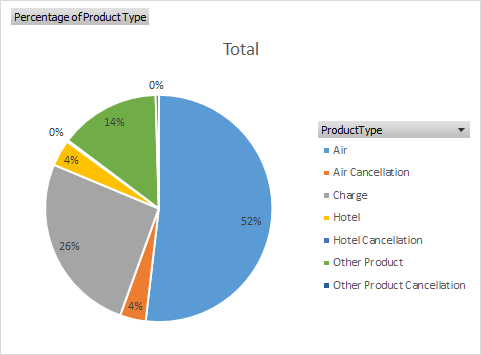 Percentage of Product Type
Total
0%
14%
0%
4%
26%
4%
52%
ProductType
Air
Air Cancellation
Charge
Hotel
Hotel Cancellation
Other Product
Other Product Cancellation